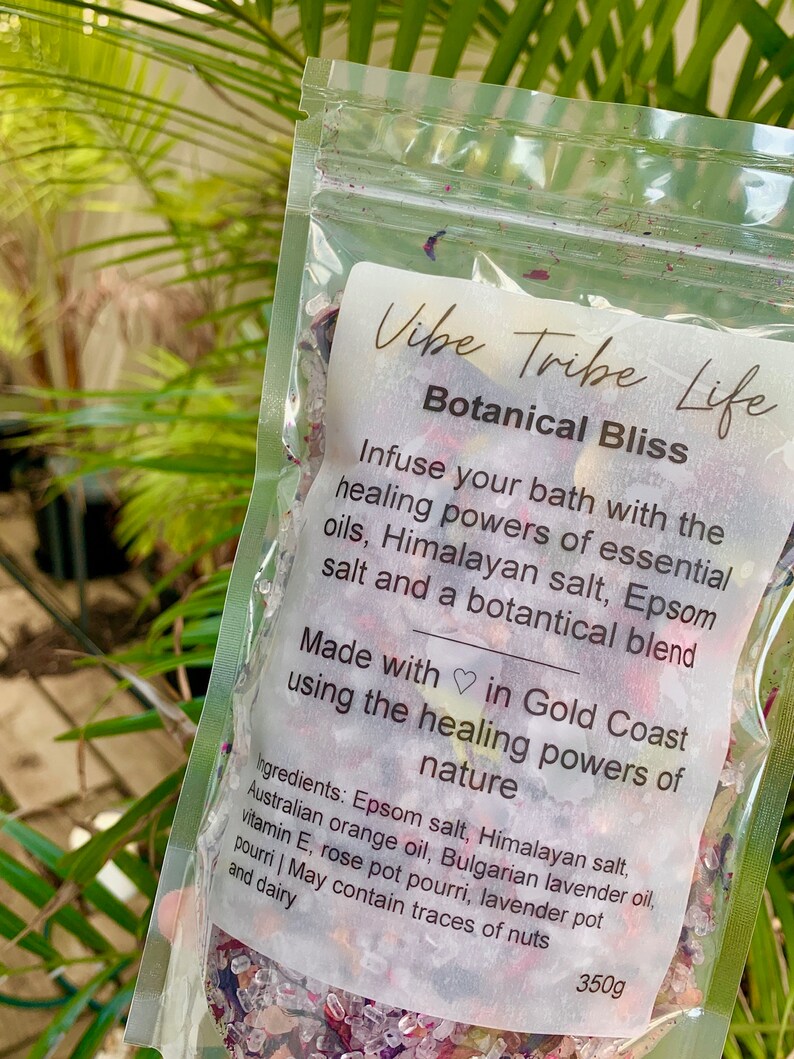 Vibe Tribe Life
Botanical Bliss
Infuse your bath with the
healing powers of essential
oils, Himalayan salt, Epsom
salt and a botantical blend
Made with ♡ in Gold Coast
using the healing powers of
nature
Ingredients: Epsom salt, Himalayan salt,
Australian orange oil, Bulgarian lavender oil,
vitamin E, rose pot pourri, lavender pot
pourri | May contain traces of nuts
and dairy
350g